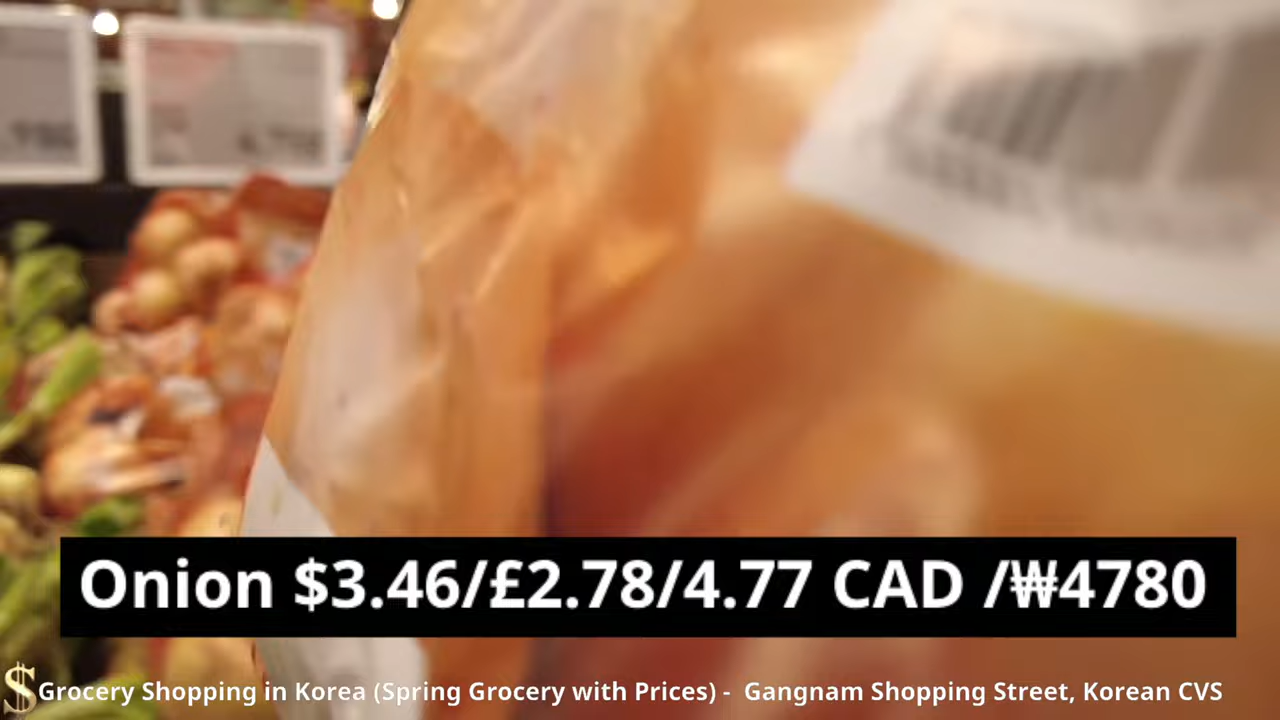 Onion $3.46/£2.78/4.77 CAD /₩4780
$ Grocery Shopping in Korea (Spring Grocery with Prices) - Gangnam Shopping Street, Korean CVS